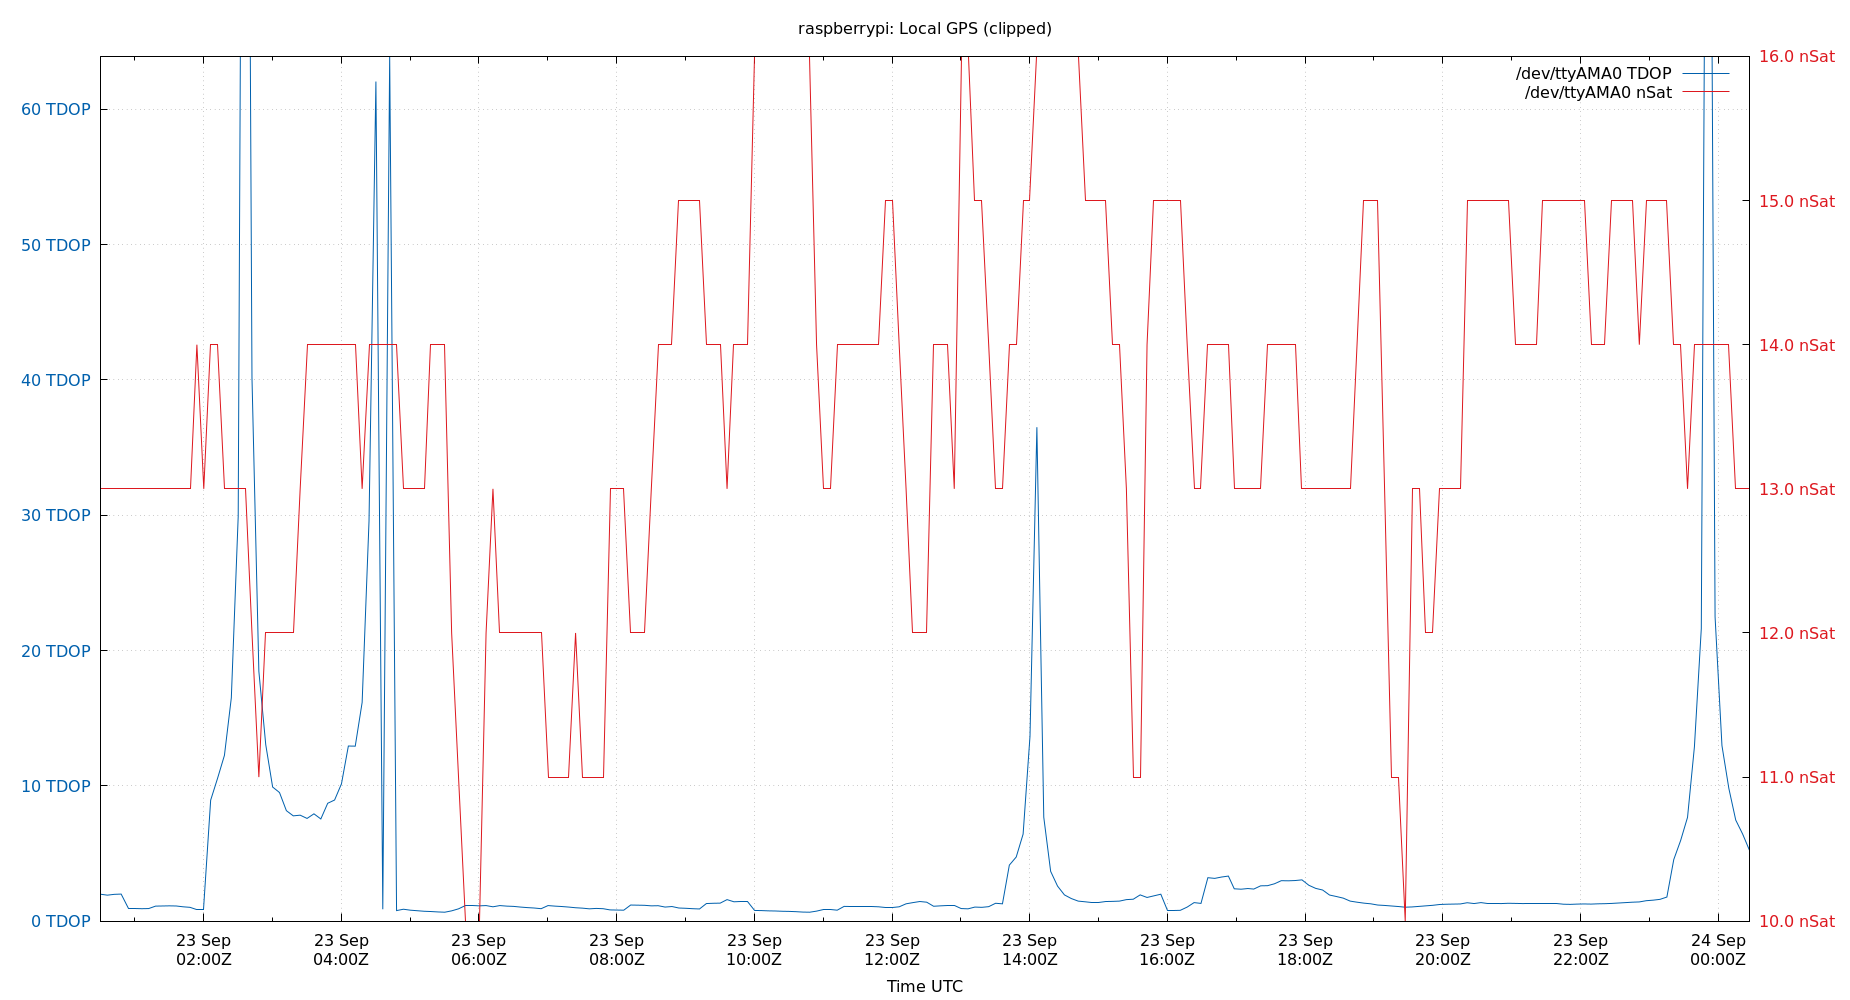 raspberrypi: Local GPS (clipped)
/dev/ttyAMA0 TDOP
/dev/ttyAMA0 nSat
60 TDOP
50 TDOP
40 TDOP
30 TDOP
20 TDOP
10 TDOP
0 TDOP
16.0 nSat
15.0 nSat
14.0 nSat
13.0 nSat
12.0 nSat
11.0 nSat
10.0 nSat
23 Sep
02:00Z
23 Sep
04:00Z
23 Sep
06:00Z
23 Sep
08:00Z
23 Sep
10:00Z
23 Sep
12:00Z
23 Sep
14:00Z
23 Sep
16:00Z
23 Sep
18:00Z
23 Sep
20:00Z
23 Sep
22:00Z
24 Sep
00:00Z
Time UTC